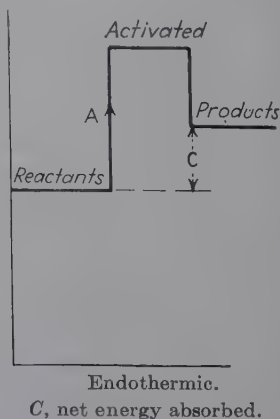 Activated
A
Products
C
Reactants
Endothermic.
C, net energy absorbed.